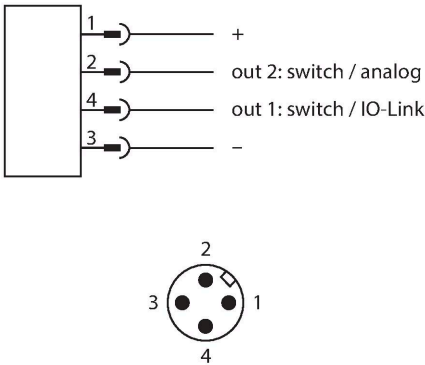 1 +
2 out 2: switch / analog
4 out 1: switch / IO-Link
3 –
2
3 1
4